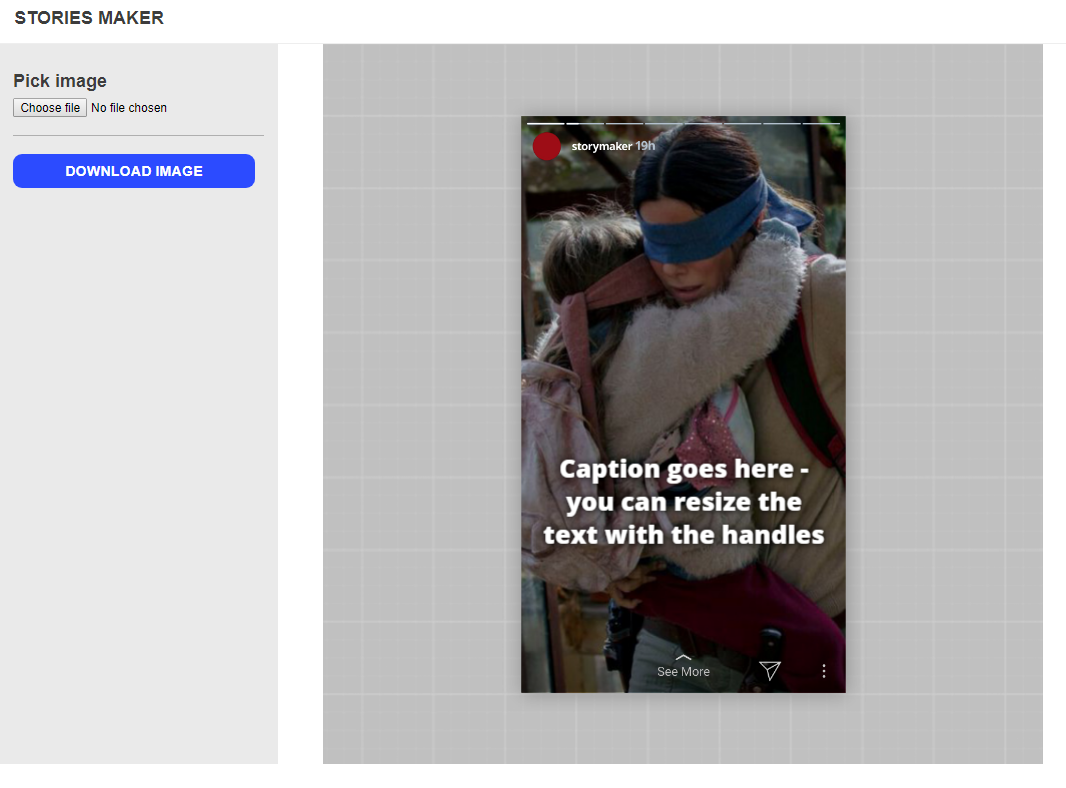 STORIES MAKER
Pick image
Choose file No file chosen
DOWNLOAD IMAGE
storymaker 19h
Caption goes here -
you can resize the
text with the handles
See More